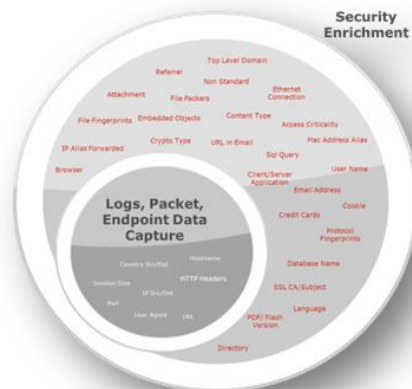 Security
Enrichment
Top Level Domain
Referrer
Non Standard
Ethernet
Connection
Attachment
File Packers
File Fingerprints
Embedded Objects
Content Type
Access Criticality
IP Alias Forwarded
Crypto Type
URL in Email
Mac Address Alias
Sql Query
Browser
Client/Server
Application
User Name
Email Address
Cookie
Credit Cards
Protocol
Fingerprints
Database Name
SSL CA/Subject
Language
PDF/ Flash
Version
Directory
Logs, Packet,
Endpoint Data
Capture
Hostname
Country Src/Dst
HTTP Headers
Session Size
IP Src/Dst
Port
User Agent
URL